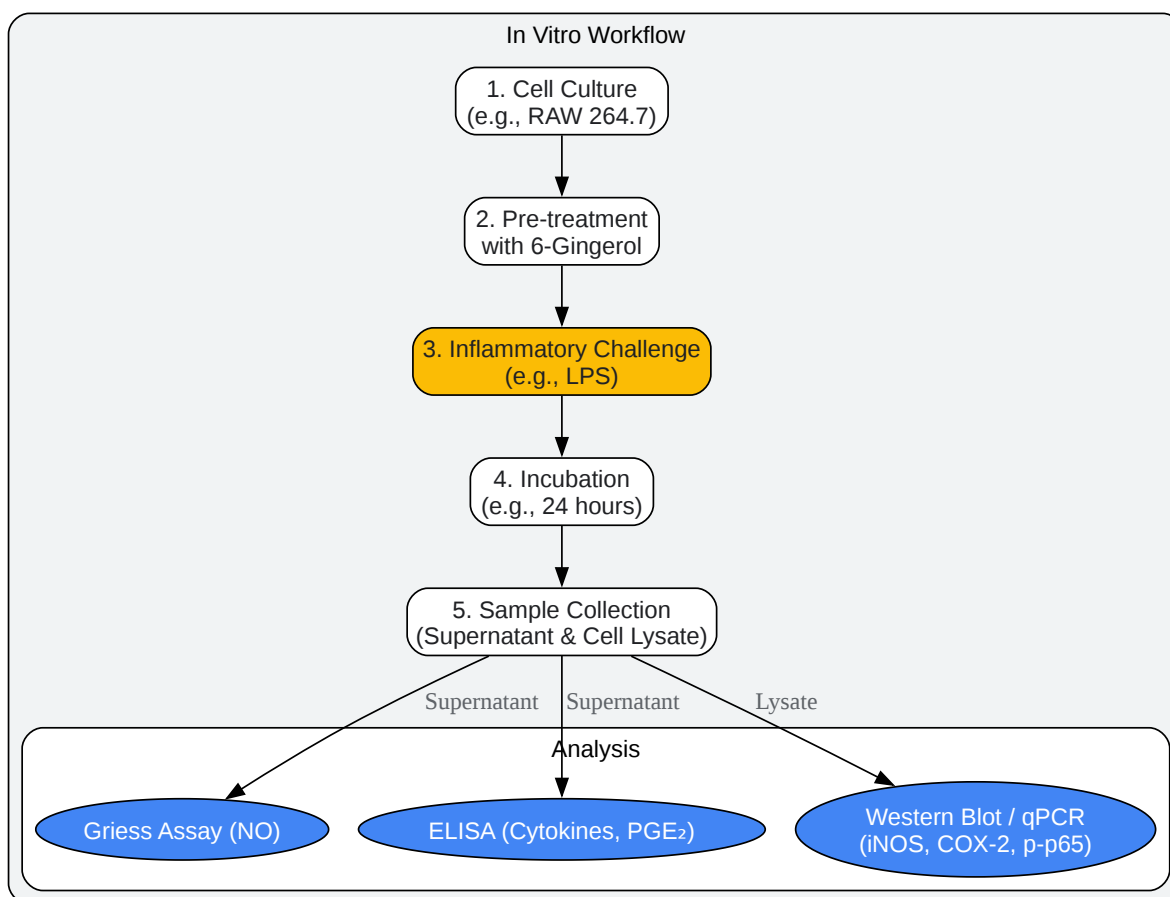 In Vitro Workflow
1. Cell Culture
(e.g., RAW 264.7)
2. Pre-treatment
with 6-Gingerol
3. Inflammatory Challenge
(e.g., LPS)
4. Incubation
(e.g., 24 hours)
5. Sample Collection
(Supernatant & Cell Lysate)
Supernatant
Supernatant
Lysate
Analysis
Griess Assay (NO)
ELISA (Cytokines, PGE₂)
Western Blot / qPCR
(iNOS, COX-2, p-p65)